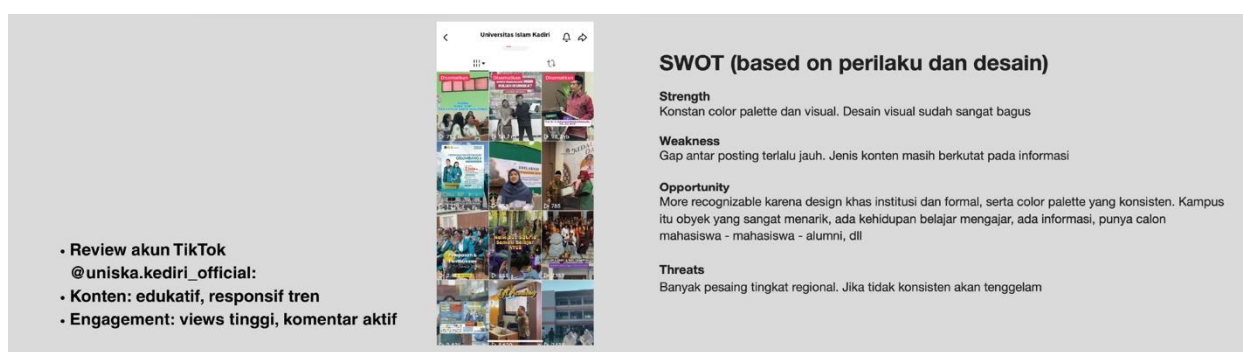 • Review akun TikTok
@uniska.kediri_official:
• Konten: edukatif, responsif tren
• Engagement: views tinggi, komentar aktif
Universitas Islam Kadiri
Disematkan Disematkan Disematkan
785
SWOT (based on perilaku dan desain)
Strength
Konstan color palette dan visual. Desain visual sudah sangat bagus
Weakness
Gap antar posting terlalu jauh. Jenis konten masih berkutat pada informasi
Opportunity
More recognizable karena design khas institusi dan formal, serta color palette yang konsisten. Kampus
itu obyek yang sangat menarik, ada kehidupan belajar mengajar, ada informasi, punya calon
mahasiswa - mahasiswa - alumni, dll
Threats
Banyak pesaing tingkat regional. Jika tidak konsisten akan tenggelam